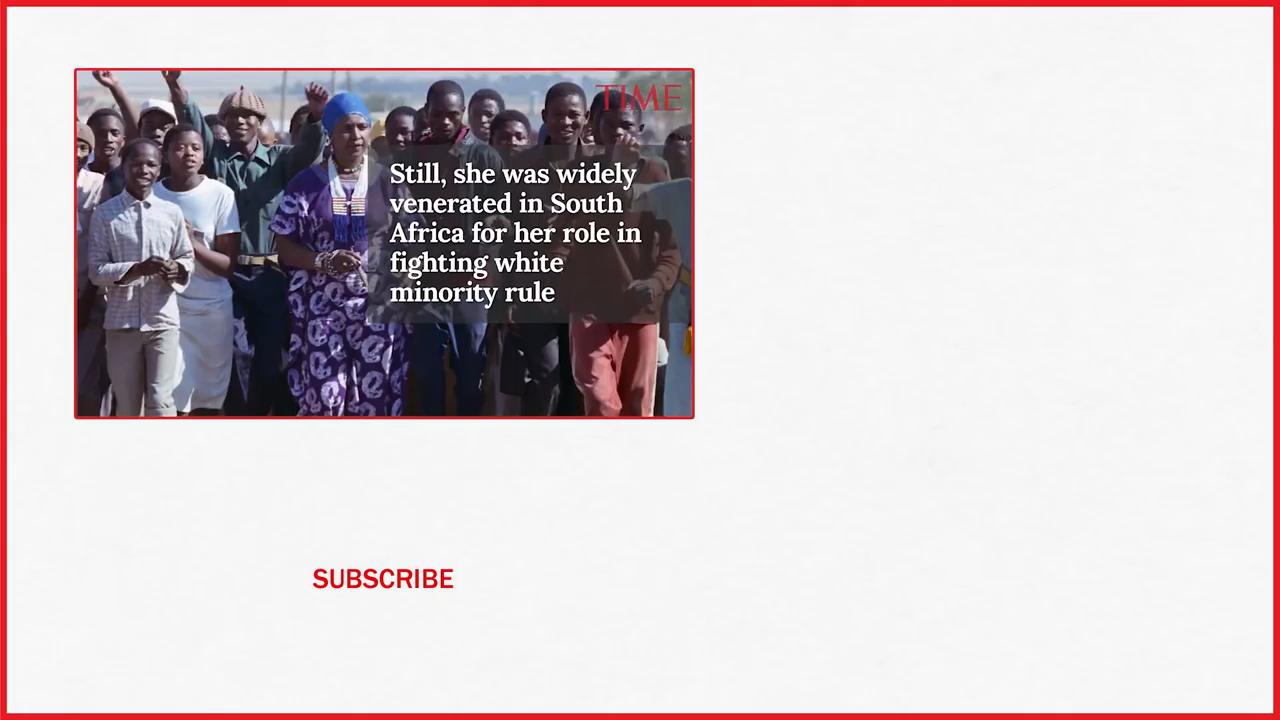 TIME
Still, she was widely
venerated in South
Africa for her role in
fighting white
minority rule
SUBSCRIBE